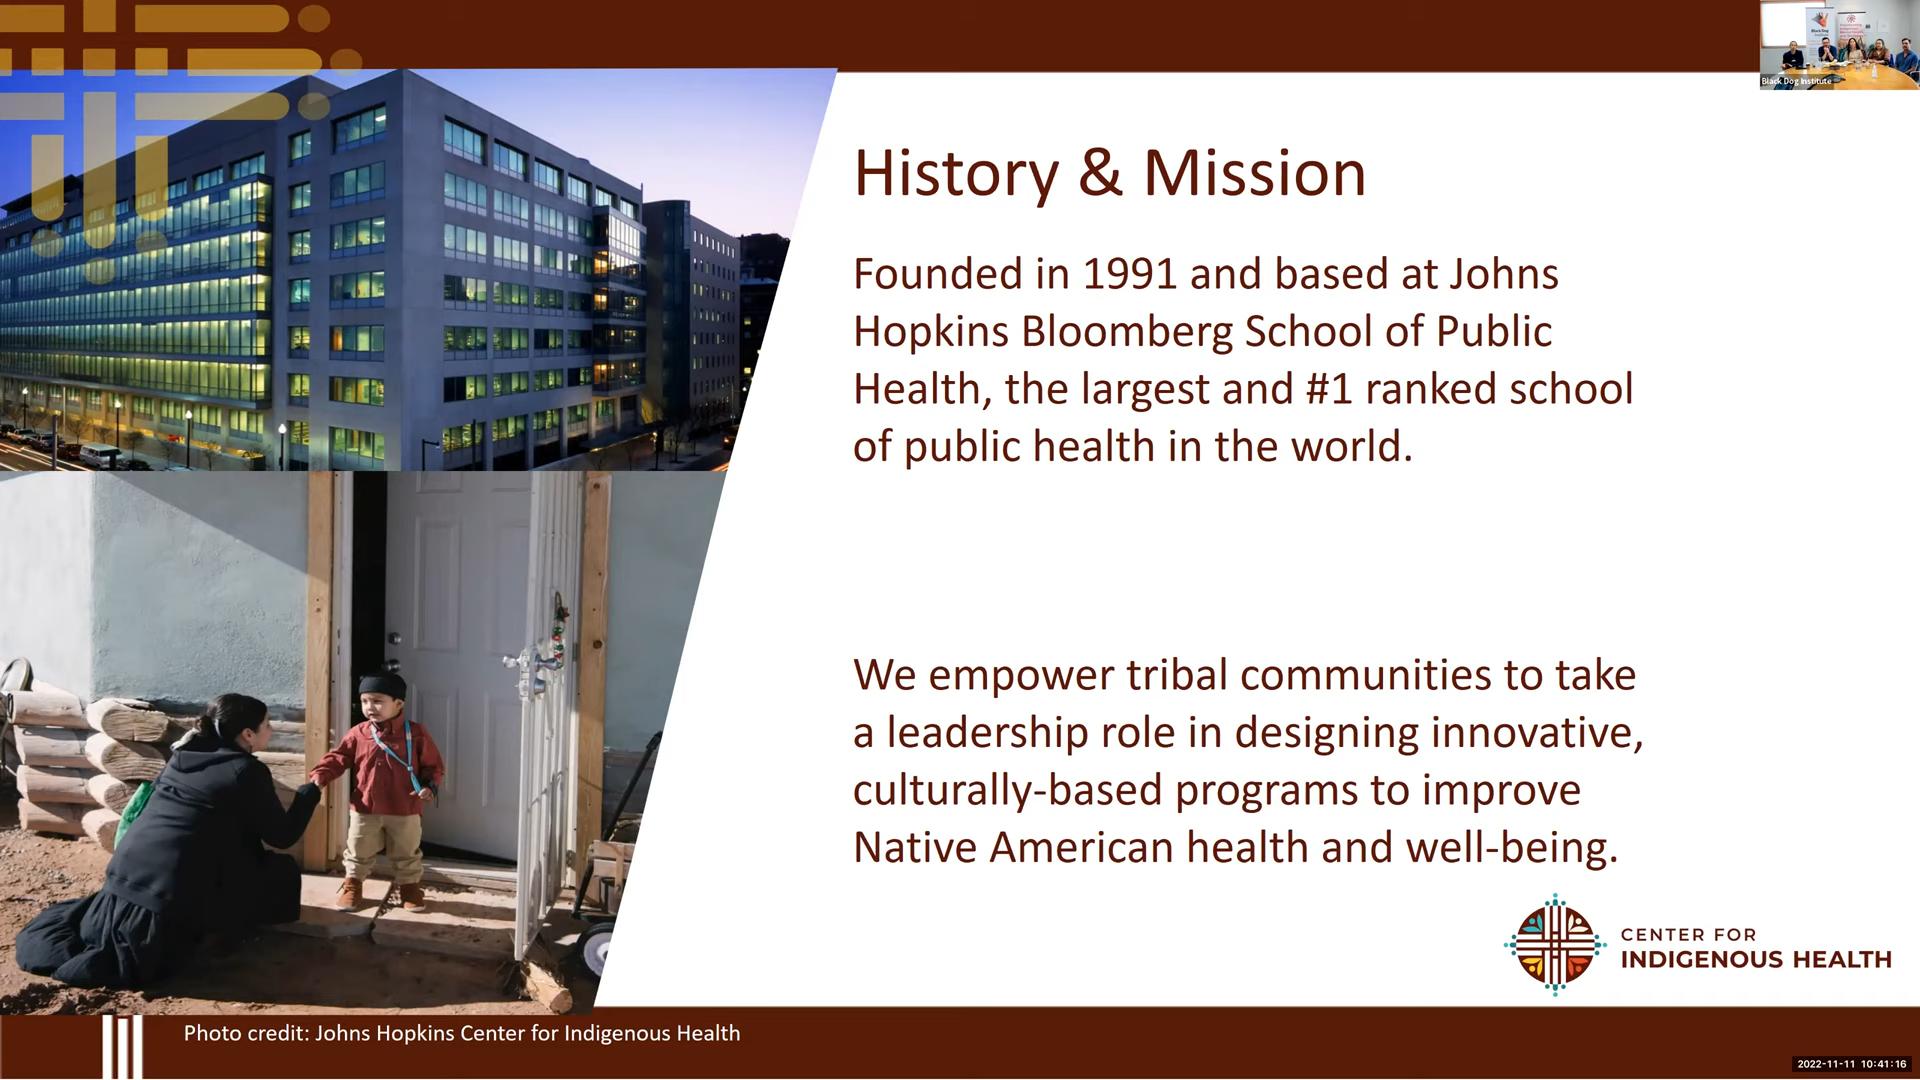 Black Dog Institute
History & Mission
Founded in 1991 and based at Johns
Hopkins Bloomberg School of Public
Health, the largest and #1 ranked school
of public health in the world.
We empower tribal communities to take
a leadership role in designing innovative,
culturally-based programs to improve
Native American health and well-being.
CENTER FOR
INDIGENOUS HEALTH
Photo credit: Johns Hopkins Center for Indigenous Health
2022-11-11 10:41:16